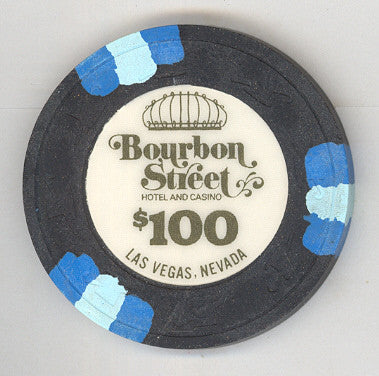 Bourbon
Street
HOTEL AND CASINO
$100
LAS VEGAS, NEVADA